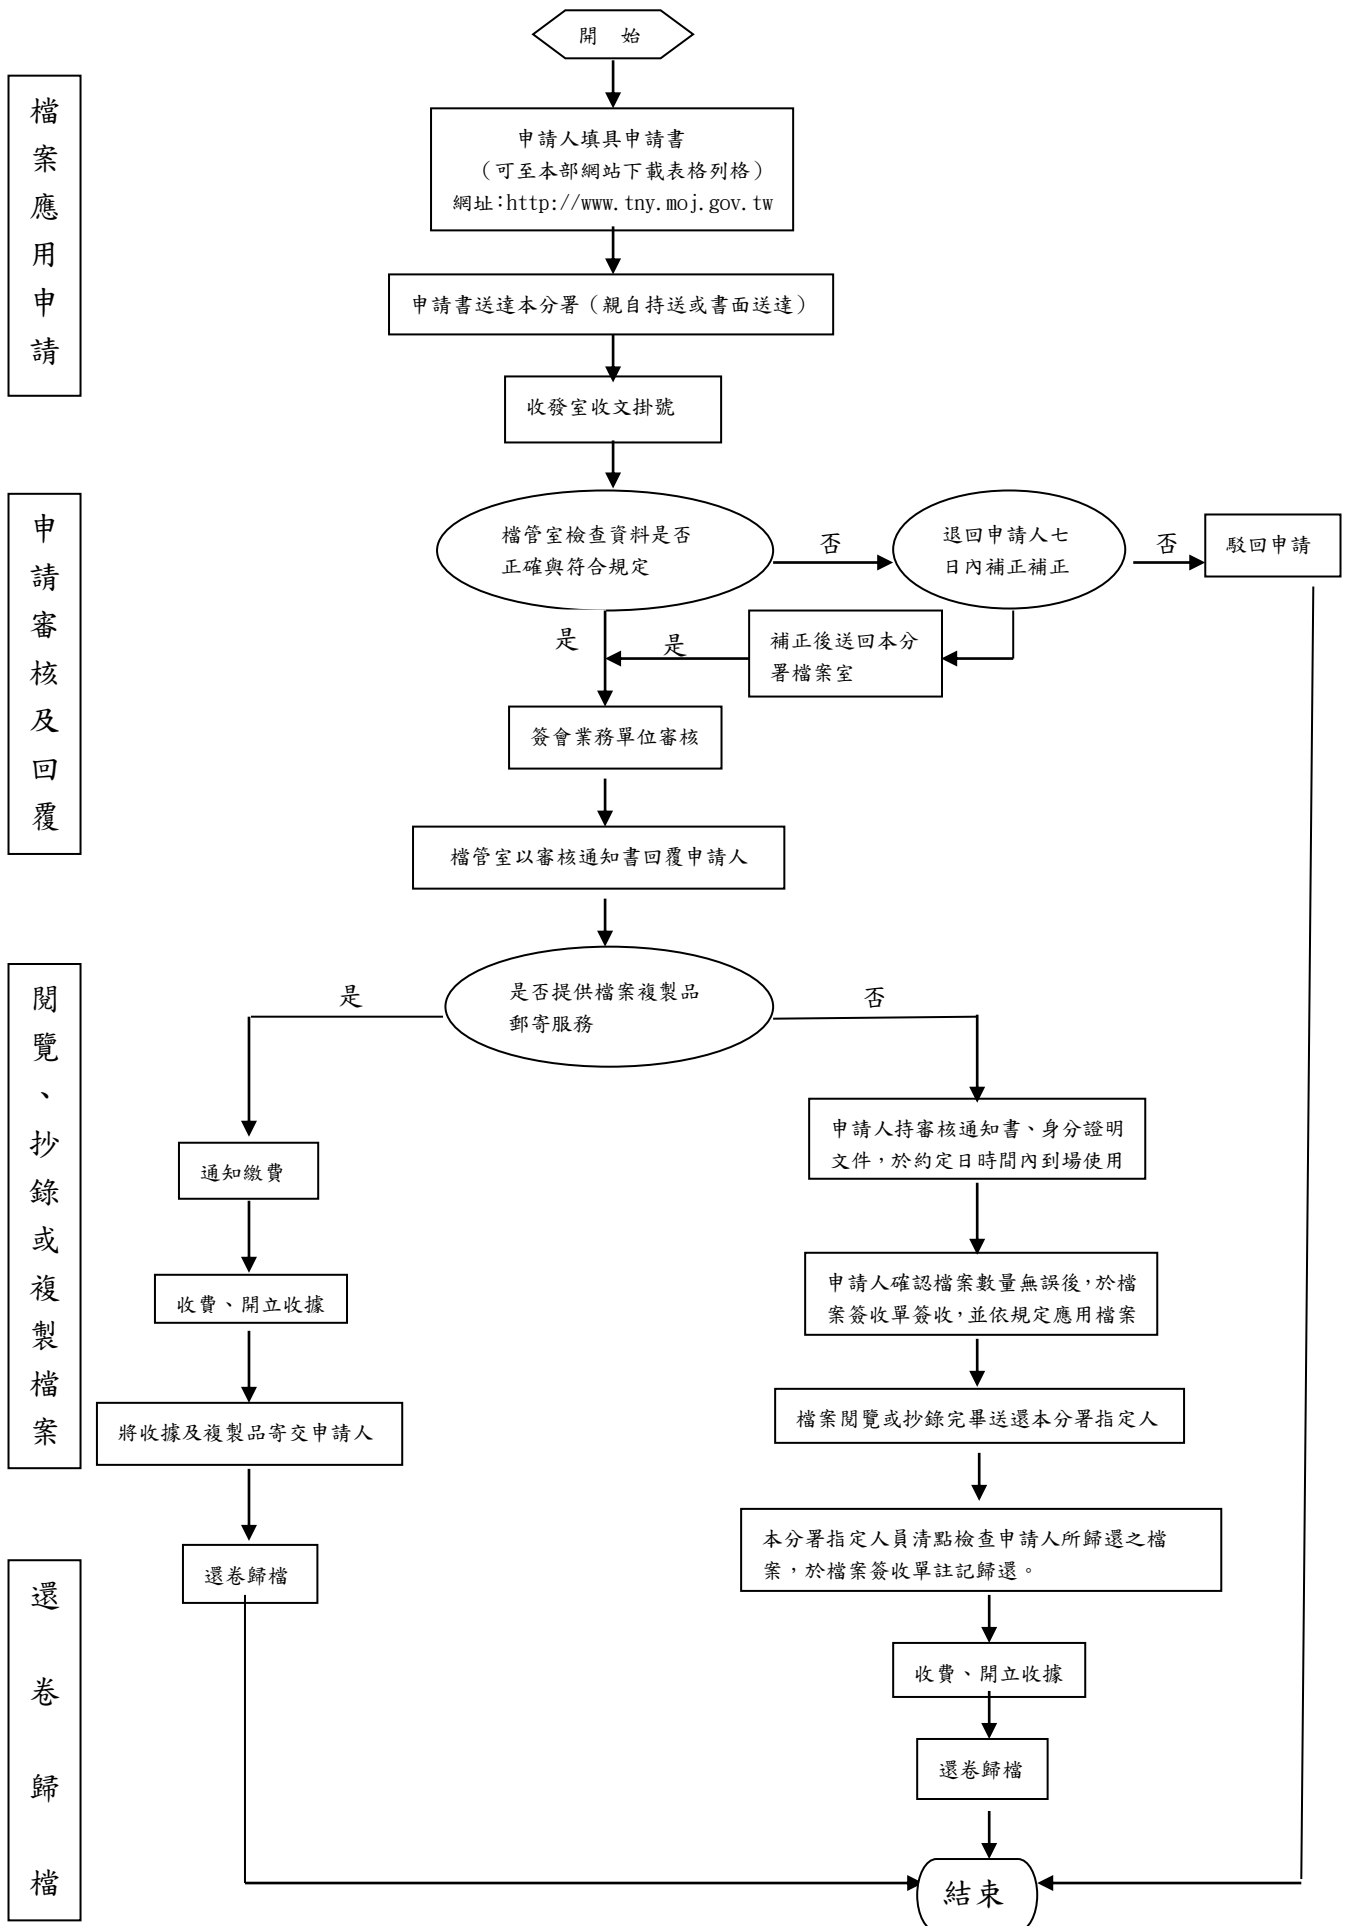 開 始
檔案應用申請
申請人填具申請書
（可至本部網站下載表格列格）
網址:http://www.tny.moj.gov.tw
申請書送達本分署（親自持送或書面送達）
收發室收文掛號
申請審核及回覆
檔管室檢查資料是否
正確與符合規定
否
退回申請人七
日內補正補正
否
駁回申請
是
是
補正後送回本分
署檔案室
簽會業務單位審核
檔管室以審核通知書回覆申請人
閱覽、抄錄或複製檔案
是
是否提供檔案複製品
郵寄服務
否
通知繳費
收費、開立收據
將收據及複製品寄交申請人
還卷歸檔
申請人持審核通知書、身分證明
文件，於約定日時間內到場使用
申請人確認檔案數量無誤後，於檔
案簽收單簽收，並依規定應用檔案
檔案閱覽或抄錄完畢送還本分署指定人
本分署指定人員清點檢查申請人所歸還之檔
案，於檔案簽收單註記歸還。
收費、開立收據
還卷歸檔
還卷歸檔
結束